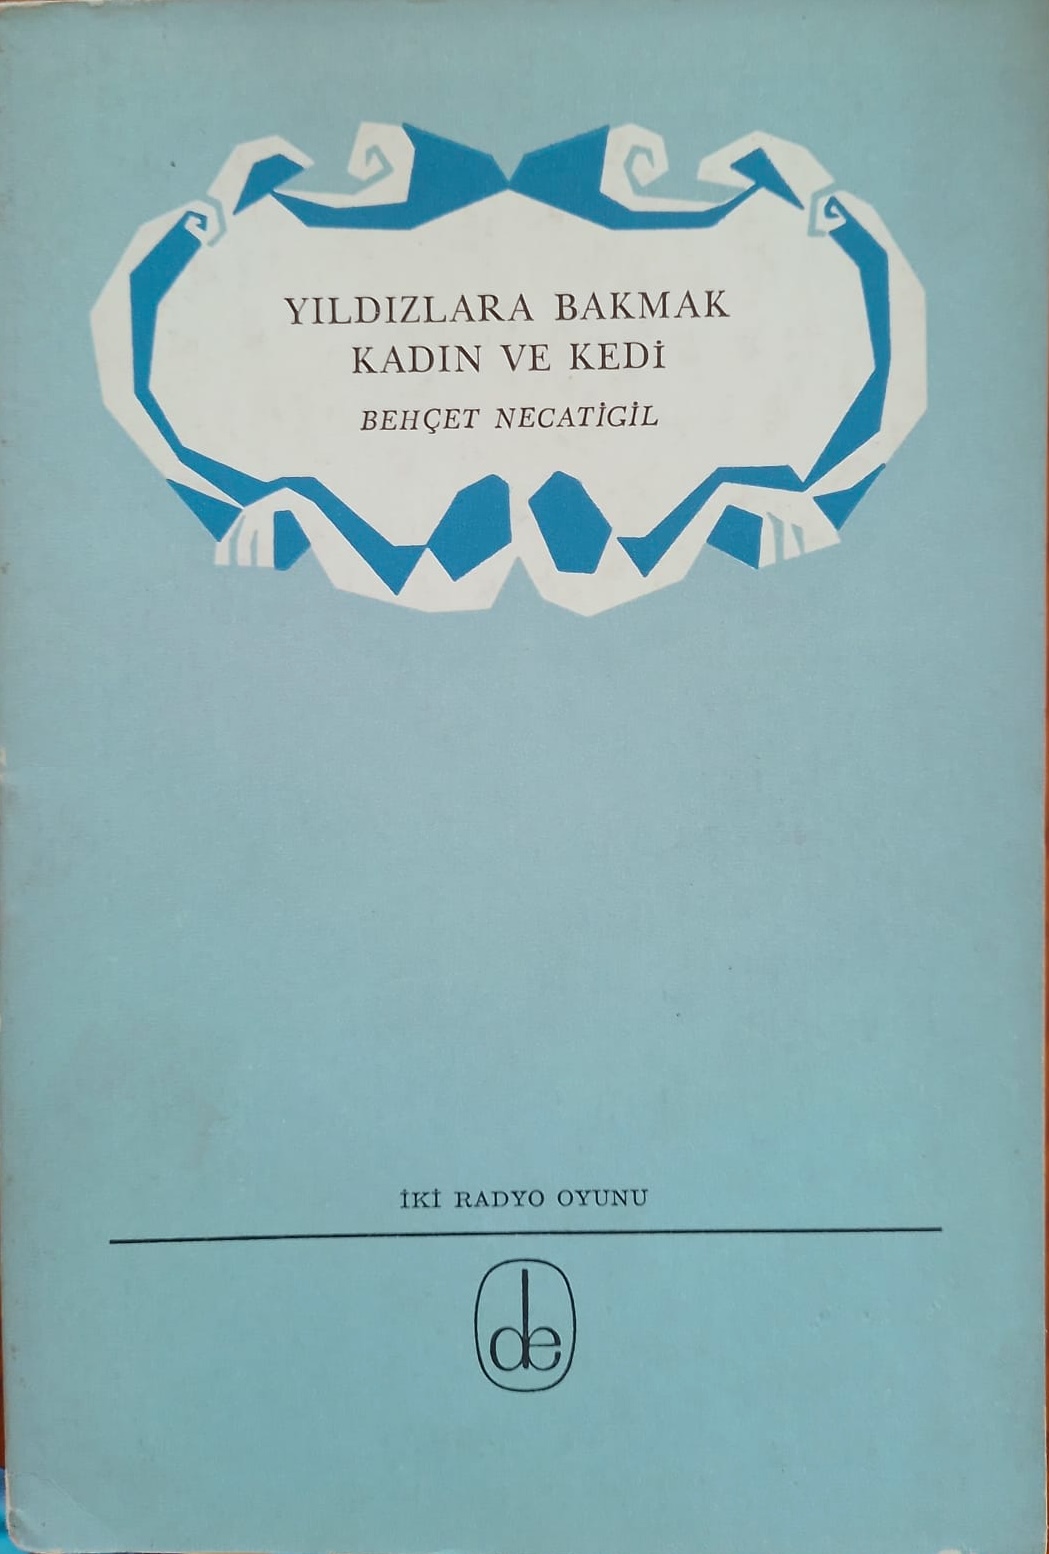 YILDIZLARA BAKMAK
KADIN VE KEDİ
BEHÇET NECATİGİL
İKİ RADYO OYUNU
de